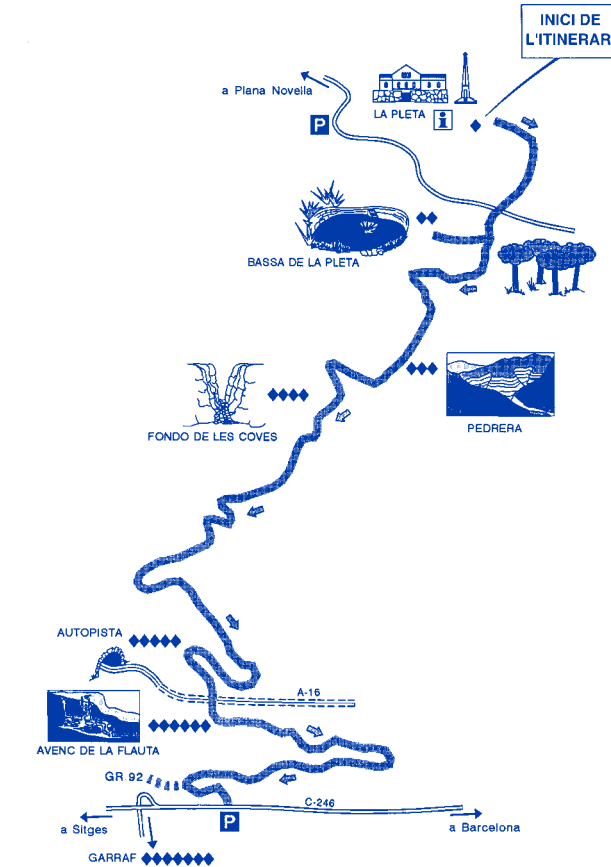 INICI DE
L'ITINERARI
a Plana Novella
P
LA PLETA
i
BASSA DE LA PLETA
PEDRERA
FONDO DE LES COVES
AUTOPISTA
A-16
AVENC DE LA FLAUTA
GR 92
C-246
a Sitges
P
a Barcelona
GARRAF